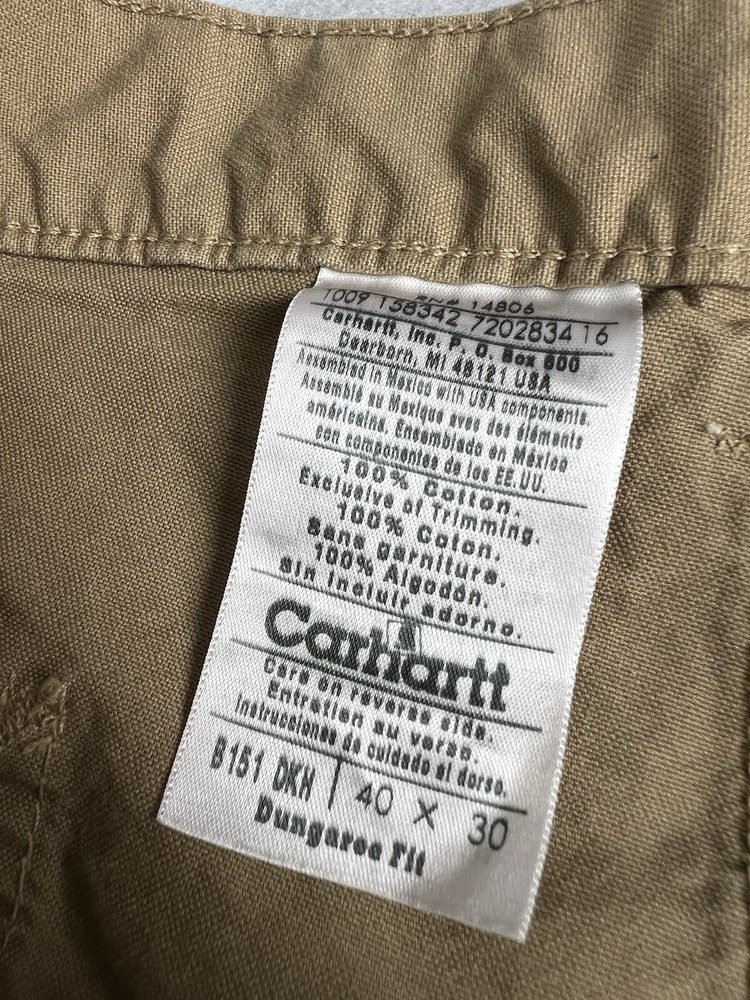 RN# 14806
1009 158342 7202834 16
Carhartt, Inc. P. O. Box 600
Dearborn, MI 48121 USA
Assembled in Mexico with USA components.
Assemblé au Mexique avec des éléments
américains. Ensamblado en México
con componentes de los EE.UU.
100% Cotton.
Exclusive of Trimming.
100% Coton.
Sans garniture.
100% Algodón.
sin incluir adorno.
Carhartt
Care on reverse side.
Entretien au verso.
Instrucciones de cuidado al dorso.
B151 DKH | 40 X 30
Dungaree Fit